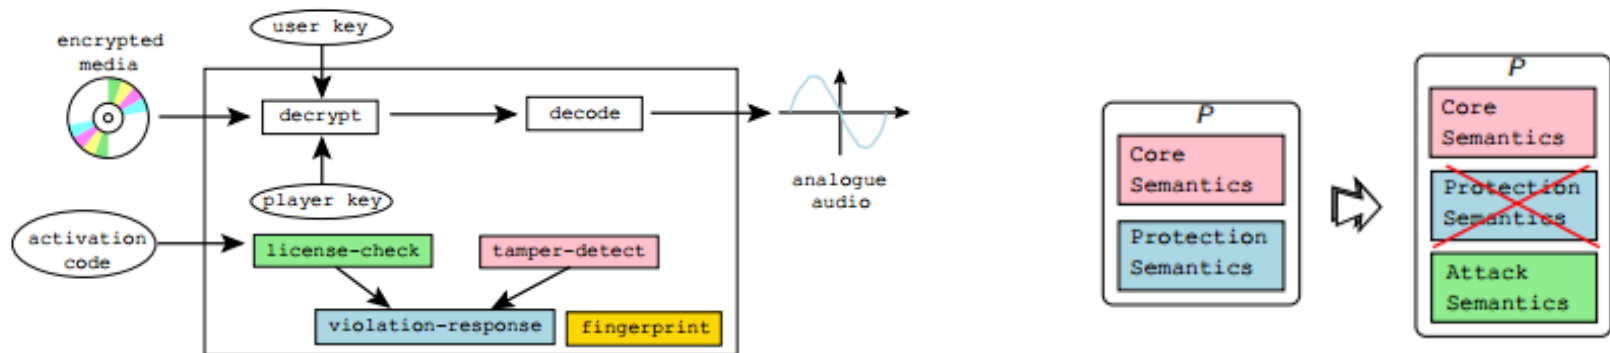 user key
encrypted
media
decrypt
decode
player key
analogue
audio
activation
code
license-check
tamper-detect
violation-response
fingerprint
P
Core
Semantics
Protection
Semantics
P
Core
Semantics
Protection
Semantics
Attack
Semantics